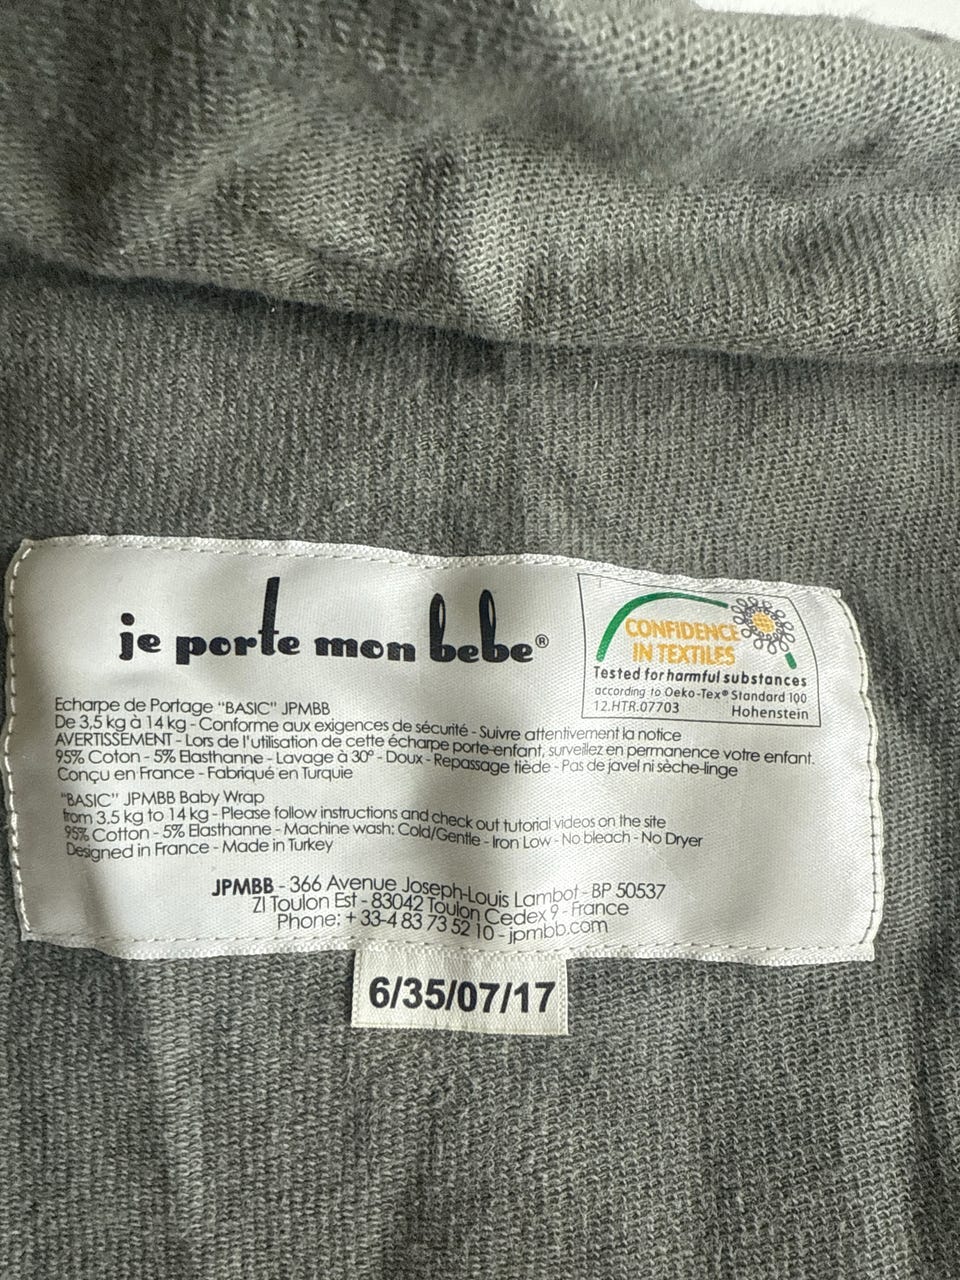 je porte mon bebe®
CONFIDENCE
IN TEXTILES
Tested for harmful substances
according to Oeko-Tex® Standard 100
12.HTR.07703 Hohenstein
Echarpe de Portage "BASIC" JPMBB
De 3,5 kg à 14 kg - Conforme aux exigences de sécurité - Suivre attentivement la notice
AVERTISSEMENT - Lors de l'utilisation de cette écharpe porte-enfant, surveillez en permanence votre enfant.
95% Coton - 5% Elasthanne - Lavage à 30° - Doux - Repassage tiède - Pas de javel ni sèche-linge
Conçu en France - Fabriqué en Turquie
"BASIC" JPMBB Baby Wrap
from 3.5 kg to 14 kg - Please follow instructions and check out tutorial videos on the site
95% Cotton - 5% Elasthanne - Machine wash: Cold/Gentle - Iron Low - No bleach - No Dryer
Designed in France - Made in Turkey
JPMBB - 366 Avenue Joseph-Louis Lambot - BP 50537
ZI Toulon Est - 83042 Toulon Cedex 9 - France
Phone: + 33-4 83 73 52 10 - jpmbb.com
6/35/07/17